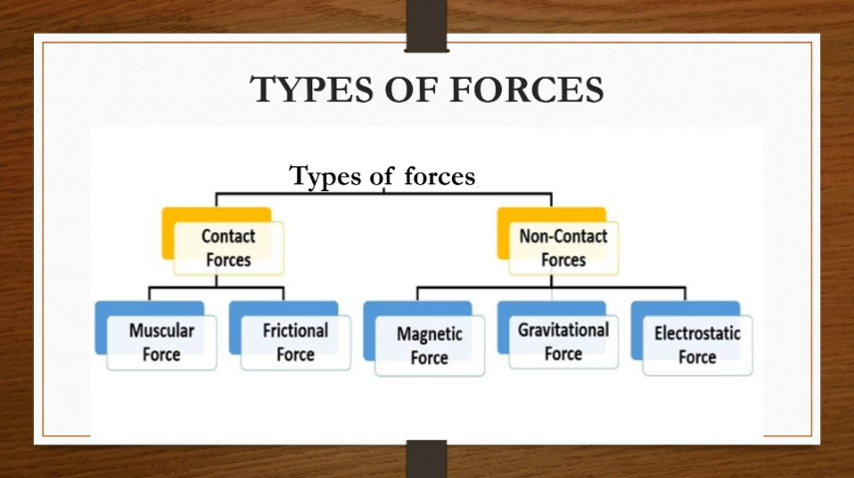 TYPES OF FORCES
Types of forces
Contact
Forces
Non-Contact
Forces
Muscular
Force
Frictional
Force
Magnetic
Force
Gravitational
Force
Electrostatic
Force